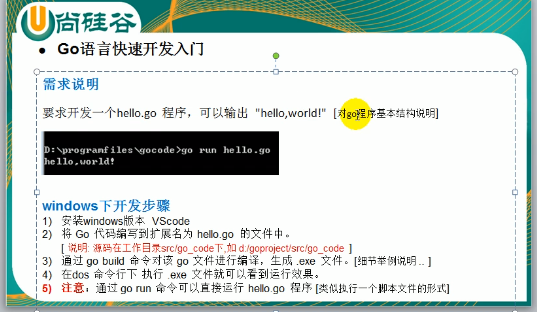 尚硅谷
● Go语言快速开发入门
需求说明
要求开发一个hello.go 程序，可以输出 "hello,world!" [对go程序基本结构说明]
D:\programfiles\gocode>go run hello.go
hello,world!
windows下开发步骤
1) 安装windows版本 VScode
2) 将 Go 代码编写到扩展名为 hello.go 的文件中。
[ 说明: 源码在工作目录src/go_code下,如 d:/goproject/src/go_code ]
3) 通过 go build 命令对该 go 文件进行编译，生成 .exe 文件。[细节举例说明 .. ]
4) 在dos 命令行下 执行 .exe 文件就可以看到运行效果。
5) 注意：通过 go run 命令可以直接运行 hello.go 程序 [类似执行一个脚本文件的形式]